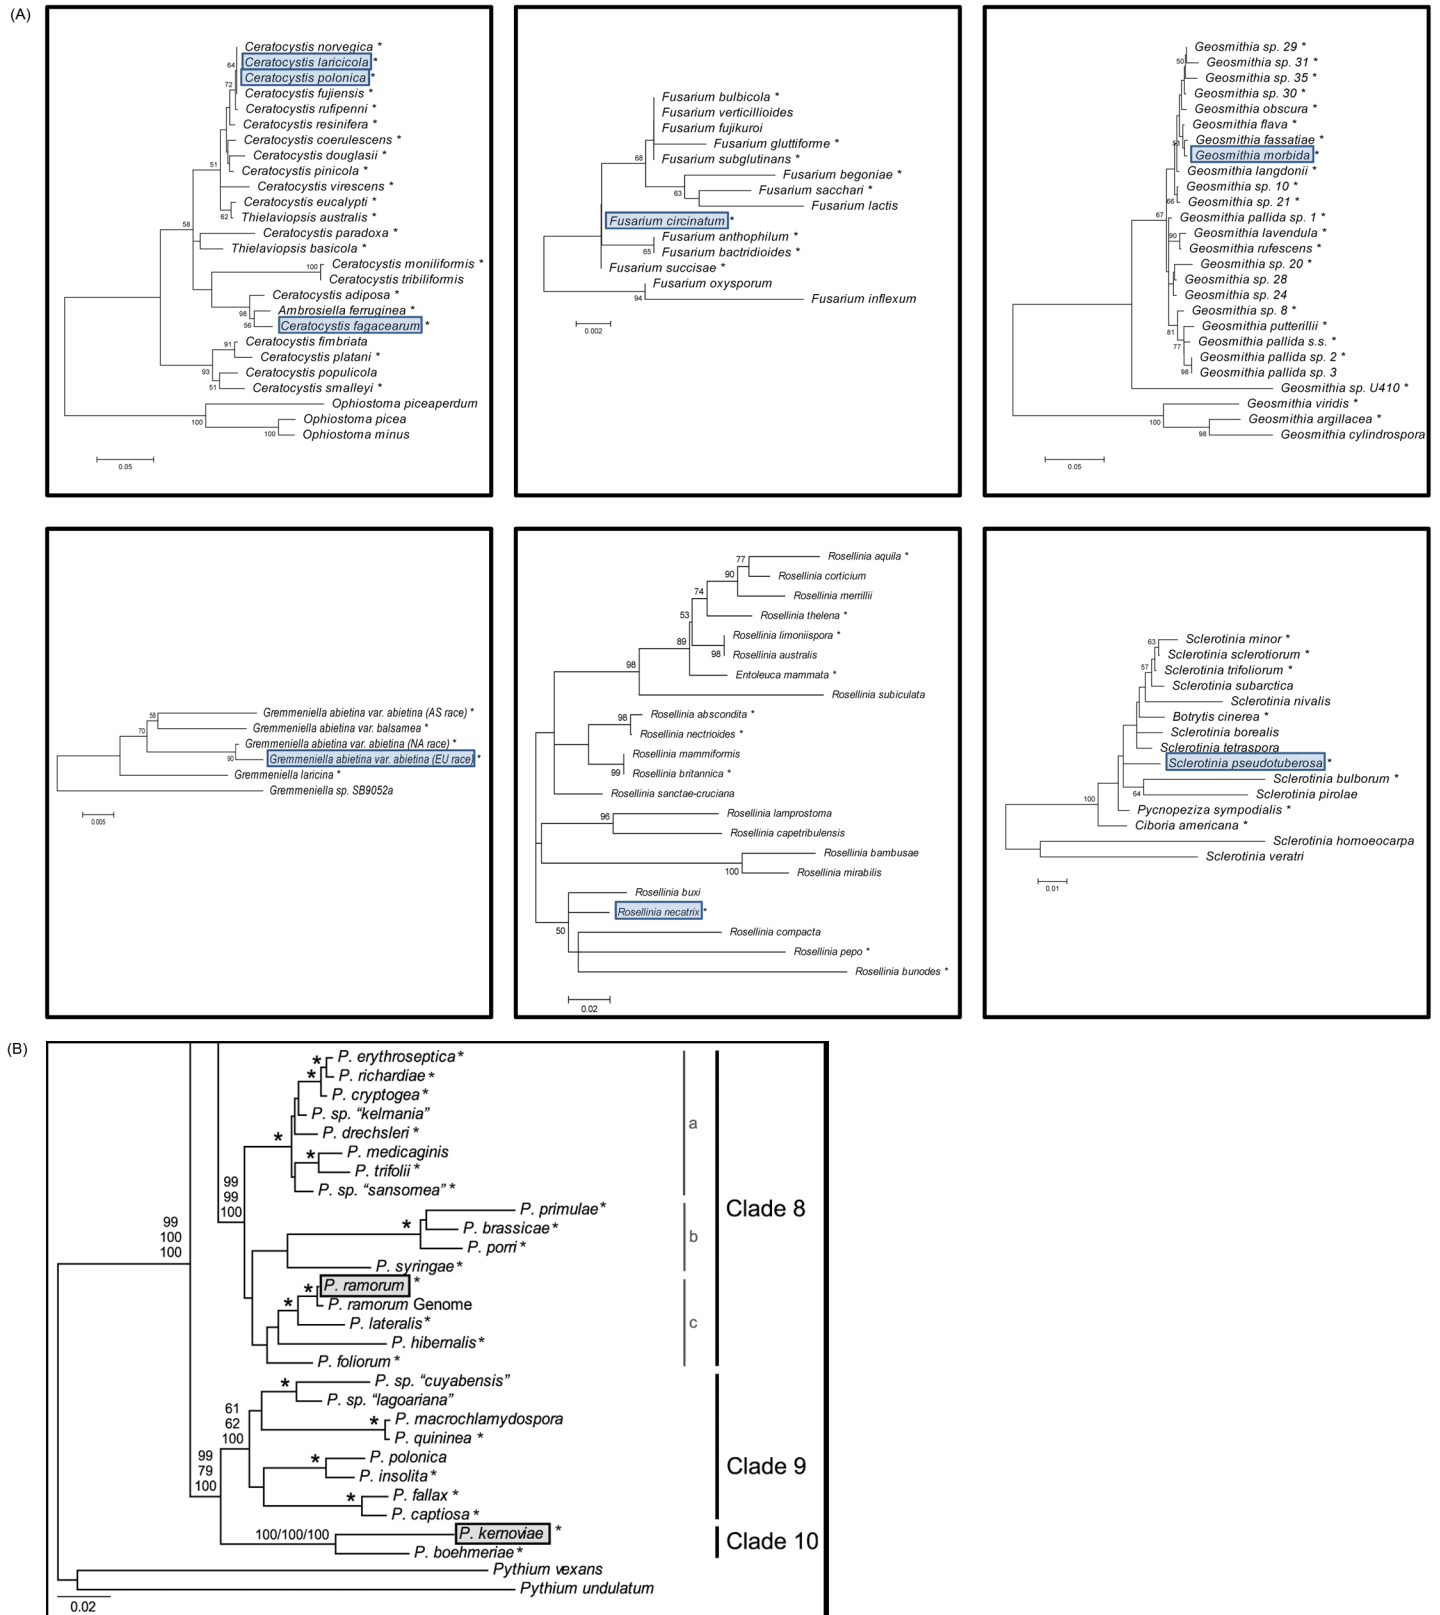 (A)
Ceratocystis norvegica *
64
Ceratocystis laricicola *
Ceratocystis polonica *
72
Ceratocystis fujiensis *
Ceratocystis rufipenni *
Ceratocystis resinifera *
Ceratocystis coerulescens *
Ceratocystis douglasii *
51
Ceratocystis pinicola *
Ceratocystis virescens *
Ceratocystis eucalypti *
62
Thielaviopsis australis *
58
Ceratocystis paradoxa *
Thielaviopsis basicola *
100
Ceratocystis moniliformis *
Ceratocystis tribiliformis
Ceratocystis adiposa *
98
Ambrosiella ferruginea *
56
Ceratocystis fagacearum *
91
Ceratocystis fimbriata
Ceratocystis platani *
93
Ceratocystis populicola
51
Ceratocystis smalleyi *
Ophiostoma piceaperdum
100
Ophiostoma picea
100
Ophiostoma minus
0.05
Fusarium bulbicola *
Fusarium verticillioides
Fusarium fujikuroi
Fusarium gluttiforme *
68
Fusarium subglutinans *
Fusarium begoniae *
63
Fusarium sacchari *
Fusarium lactis
Fusarium circinatum *
Fusarium anthophilum *
65
Fusarium bactridioides *
Fusarium succisae *
Fusarium oxysporum
94
Fusarium inflexum
0.002
Geosmithia sp. 29 *
50
Geosmithia sp. 31 *
Geosmithia sp. 35 *
Geosmithia sp. 30 *
Geosmithia obscura *
Geosmithia flava *
Geosmithia fassatiae *
Geosmithia morbida *
Geosmithia langdonii *
Geosmithia sp. 10 *
66
Geosmithia sp. 21 *
67
Geosmithia pallida sp. 1 *
90
Geosmithia lavendula *
Geosmithia rufescens *
Geosmithia sp. 20 *
Geosmithia sp. 28
Geosmithia sp. 24
Geosmithia sp. 8 *
81
Geosmithia putterillii *
77
Geosmithia pallida s.s. *
Geosmithia pallida sp. 2 *
98
Geosmithia pallida sp. 3
Geosmithia sp. U410 *
Geosmithia viridis *
100
Geosmithia argillacea *
98
Geosmithia cylindrospora
0.05
58
Gremmeniella abietina var. abietina (AS race) *
Gremmeniella abietina var. balsamea *
70
Gremmeniella abietina var. abietina (NA race) *
90
Gremmeniella abietina var. abietina (EU race) *
Gremmeniella laricina *
Gremmeniella sp. SB9052a
0.005
77
Rosellinia aquila *
90
Rosellinia corticium
74
Rosellinia merrillii
53
Rosellinia thelena *
89
Rosellinia limoniispora *
98
Rosellinia australis
98
Entoleuca mammata *
Rosellinia subiculata
98
Rosellinia abscondita *
Rosellinia nectrioides *
Rosellinia mammiformis
99
Rosellinia britannica *
Rosellinia sanctae-cruciana
96
Rosellinia lamprostoma
Rosellinia capetribulensis
Rosellinia bambusae
100
Rosellinia mirabilis
Rosellinia buxi
Rosellinia necatrix *
50
Rosellinia compacta
Rosellinia pepo *
Rosellinia bunodes *
0.02
63
Sclerotinia minor *
Sclerotinia sclerotiorum *
57
Sclerotinia trifoliorum *
Sclerotinia subarctica
Sclerotinia nivalis
Botrytis cinerea *
Sclerotinia borealis
Sclerotinia tetraspora
Sclerotinia pseudotuberosa *
Sclerotinia bulborum *
64
Sclerotinia pirolae
100
Pycnopeziza sympodialis *
Ciboria americana *
Sclerotinia homoeocarpa
Sclerotinia veratri
0.01
(B)
* P. erythroseptica *
* P. richardiae *
P. cryptogea *
P. sp. “kelmania”
a
* P. drechsleri *
* P. medicaginis
P. trifolii *
P. sp. “sansomea” *
99
99
100
Clade 8
P. primulae *
* P. brassicae *
b
P. porri *
99
100
100
P. syringae *
* P. ramorum *
* P. ramorum Genome
P. lateralis *
c
P. hibernalis *
P. foliorum *
* P. sp. “cuyabensis”
P. sp. “lagoariana”
61
62
100
* P. macrochlamydospora
P. quininea *
99
79
100
* P. polonica
Clade 9
P. insolita *
* P. fallax *
P. captiosa *
100/100/100
P. kernoviae *
Clade 10
P. boehmeriae *
Pythium vexans
Pythium undulatum
0.02